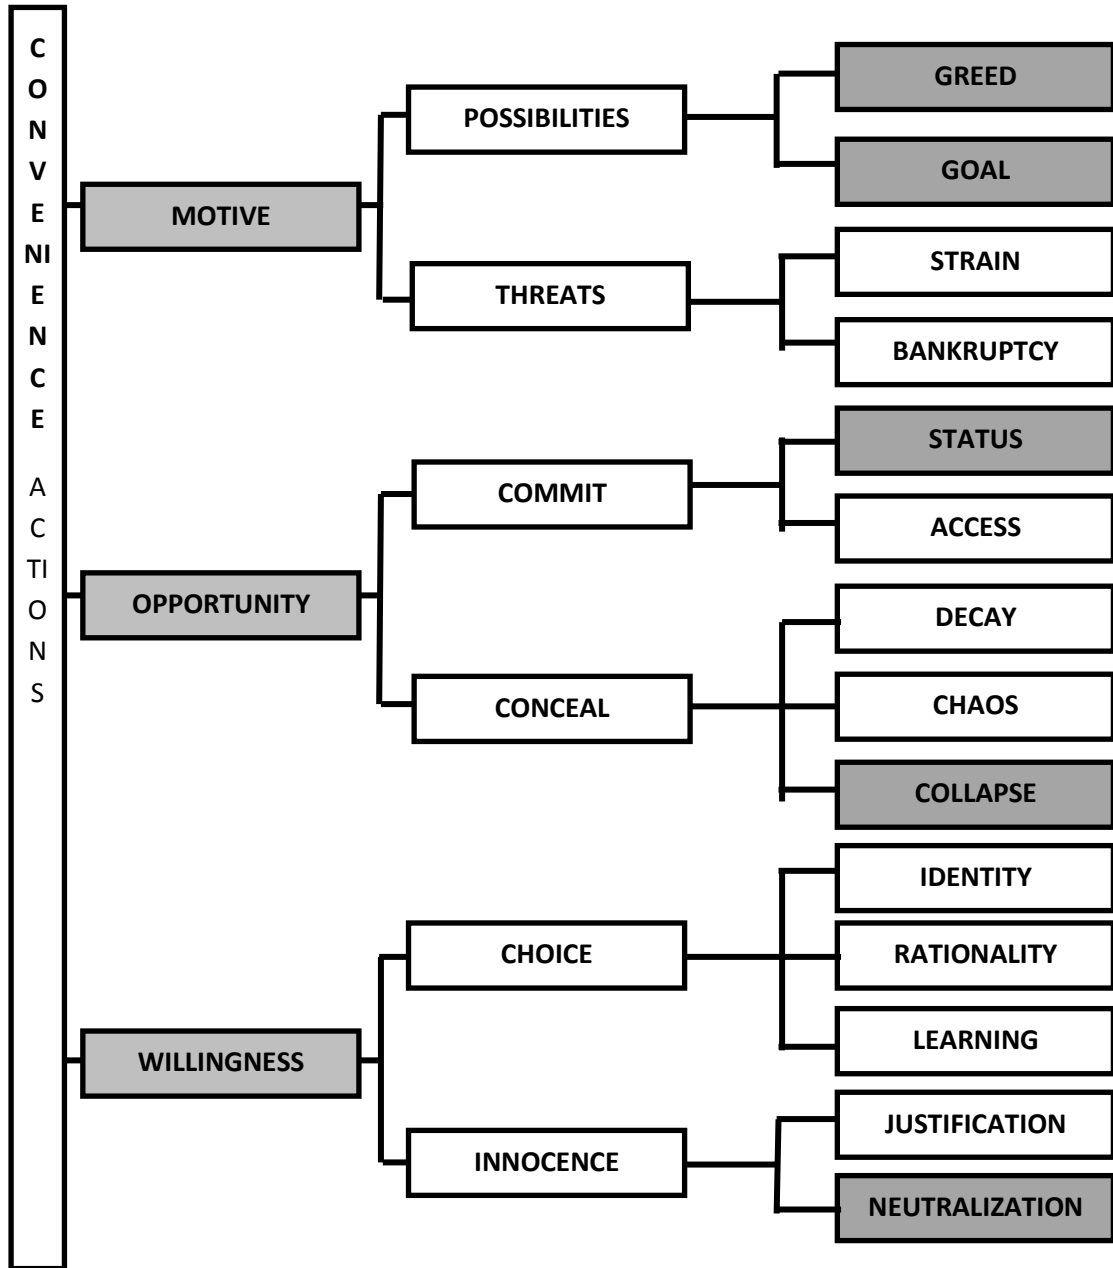 C
O
N
V
E
NI
E
N
C
E
A
C
TI
O
N
S
MOTIVE
POSSIBILITIES
GREED
GOAL
THREATS
STRAIN
BANKRUPTCY
OPPORTUNITY
COMMIT
STATUS
ACCESS
CONCEAL
DECAY
CHAOS
COLLAPSE
WILLINGNESS
CHOICE
IDENTITY
RATIONALITY
LEARNING
INNOCENCE
JUSTIFICATION
NEUTRALIZATION